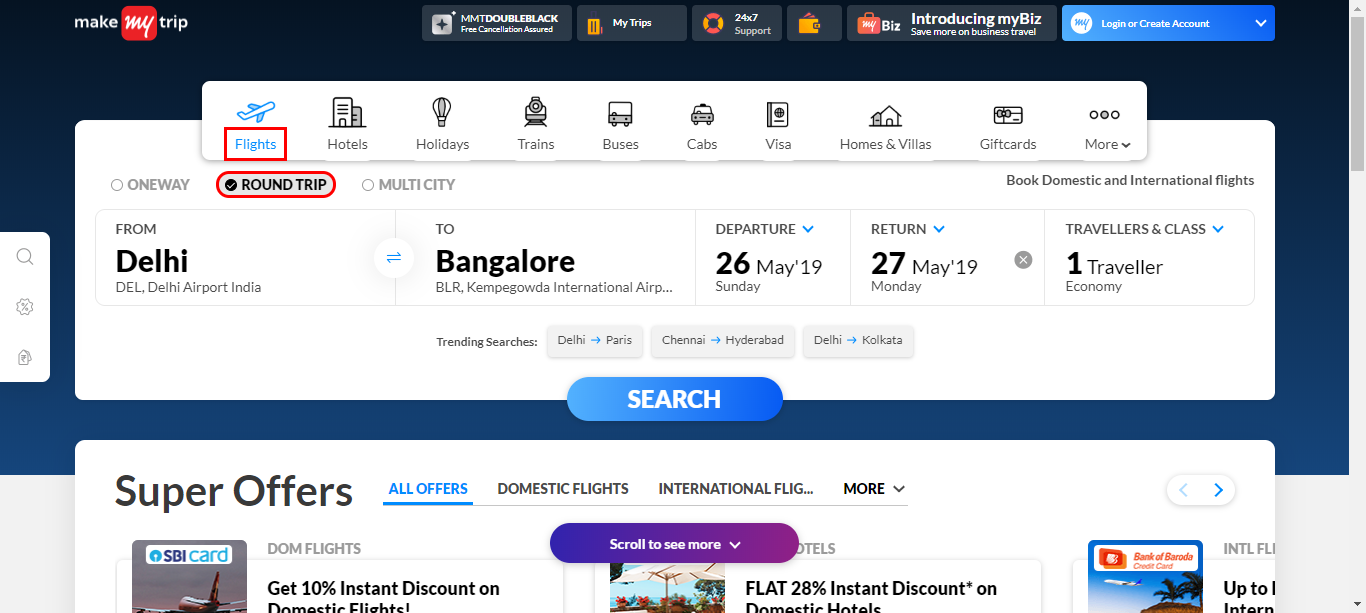 make my trip
MMTDOUBLEBLACK
Free Cancellation Assured
My Trips
24x7
Support
my Biz
Introducing myBiz
Save more on business travel
my
Login or Create Account
Flights
Hotels
Holidays
Trains
Buses
Cabs
Visa
Homes & Villas
Giftcards
More
ONEWAY
ROUND TRIP
MULTI CITY
Book Domestic and International flights
FROM
Delhi
DEL, Delhi Airport India
TO
Bangalore
BLR, Kempegowda International Airp...
DEPARTURE
26 May'19
Sunday
RETURN
27 May'19
Monday
TRAVELLERS & CLASS
1 Traveller
Economy
Trending Searches:
Delhi → Paris
Chennai → Hyderabad
Delhi → Kolkata
SEARCH
Super Offers
ALL OFFERS
DOMESTIC FLIGHTS
INTERNATIONAL FLIG...
MORE
Scroll to see more
SBI card
DOM FLIGHTS
Get 10% Instant Discount on
Domestic Flights!
OTELS
FLAT 28% Instant Discount* on
Domestic Hotels
Bank of Baroda
Credit Card
INTL FLI
Up to
Intern